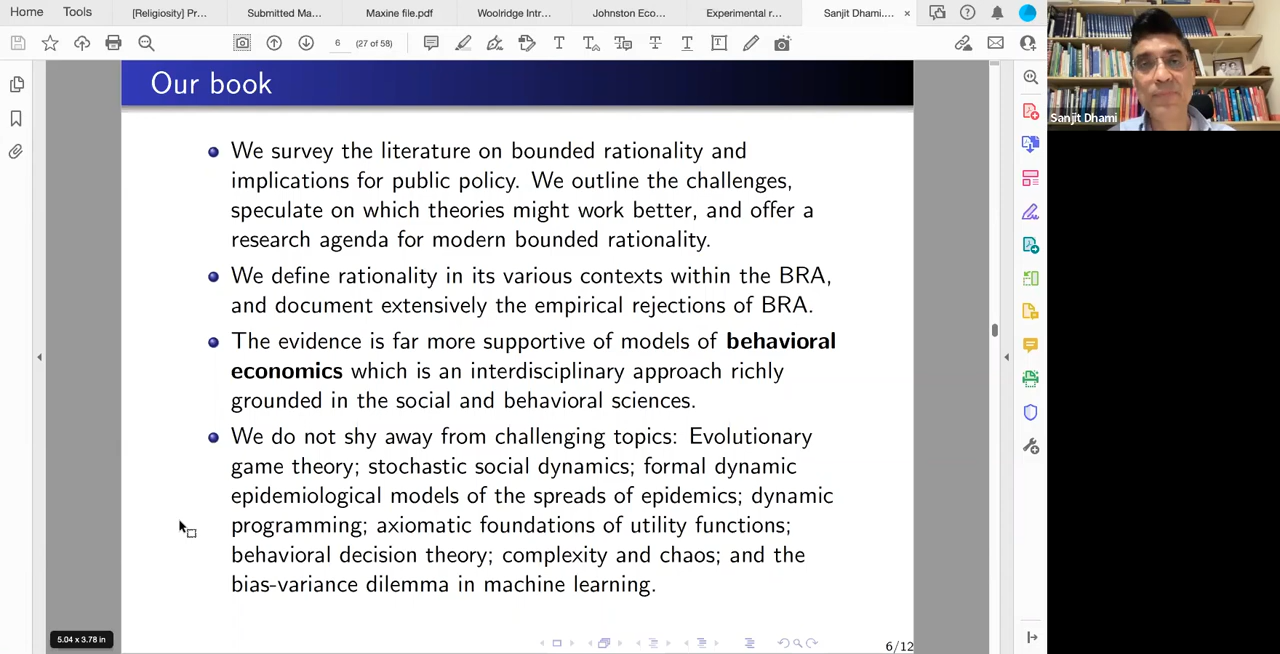 Home Tools [Religiosity] Pr... Submitted Ma... Maxine file.pdf Woolridge Intr... Johnston Eco... Experimental r... Sanjit Dhami.... ×
6 (27 of 58)
Our book
Sanjit Dhami
We survey the literature on bounded rationality and
implications for public policy. We outline the challenges,
speculate on which theories might work better, and offer a
research agenda for modern bounded rationality.
We define rationality in its various contexts within the BRA,
and document extensively the empirical rejections of BRA.
The evidence is far more supportive of models of behavioral
economics which is an interdisciplinary approach richly
grounded in the social and behavioral sciences.
We do not shy away from challenging topics: Evolutionary
game theory; stochastic social dynamics; formal dynamic
epidemiological models of the spreads of epidemics; dynamic
programming; axiomatic foundations of utility functions;
behavioral decision theory; complexity and chaos; and the
bias-variance dilemma in machine learning.
5.04 x 3.78 in
6/12